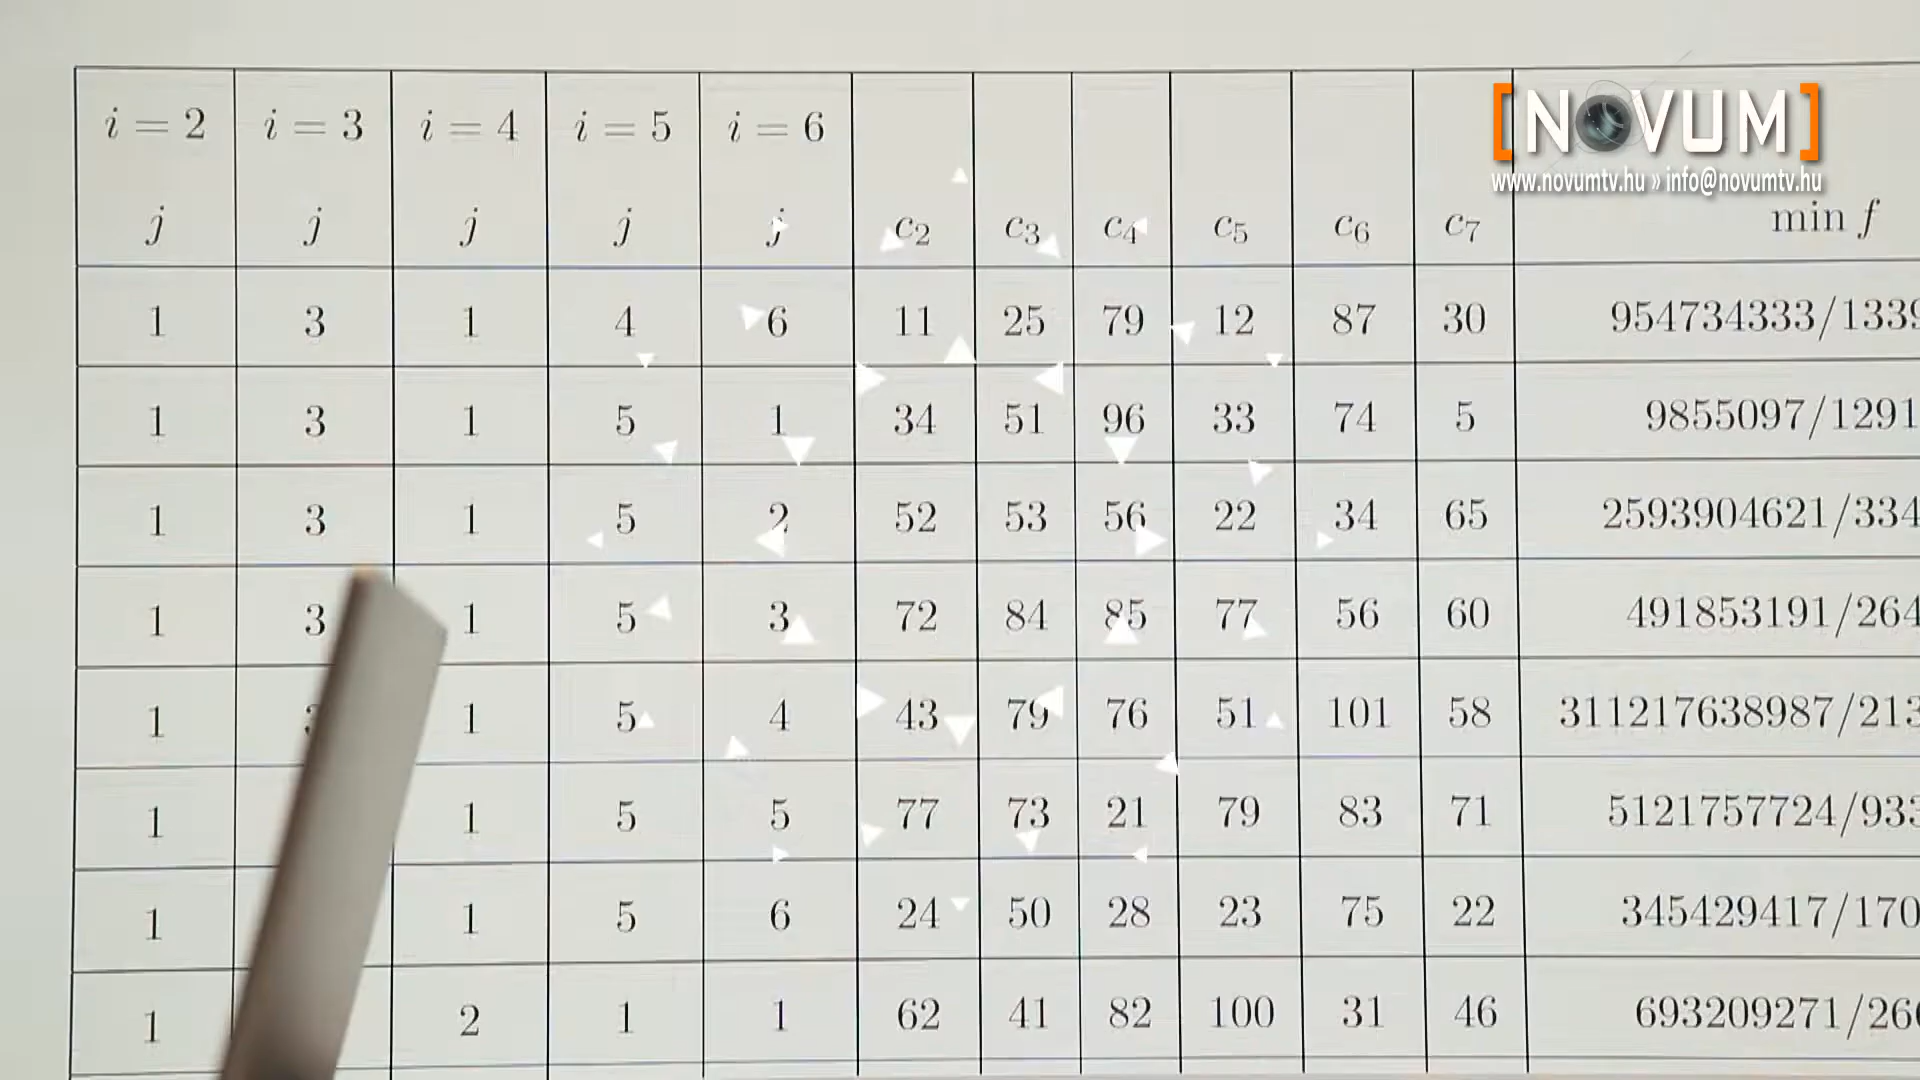 i = 2 i = 3 i = 4 i = 5 i = 6
[NOVUM]
www.novumtv.hu » info@novumtv.hu
j j j j j c₂ c₃ c₄ c₅ c₆ c₇ min f
1 3 1 4 6 11 25 79 12 87 30 954734333/1339
1 3 1 5 1 34 51 96 33 74 5 9855097/1291
1 3 1 5 2 52 53 56 22 34 65 2593904621/334
1 3 1 5 3 72 84 85 77 56 60 491853191/264
1 1 5 4 43 79 76 51 101 58 311217638987/213
1 1 5 5 77 73 21 79 83 71 5121757724/933
1 1 5 6 24 50 28 23 75 22 345429417/170
1 2 1 1 62 41 82 100 31 46 693209271/266